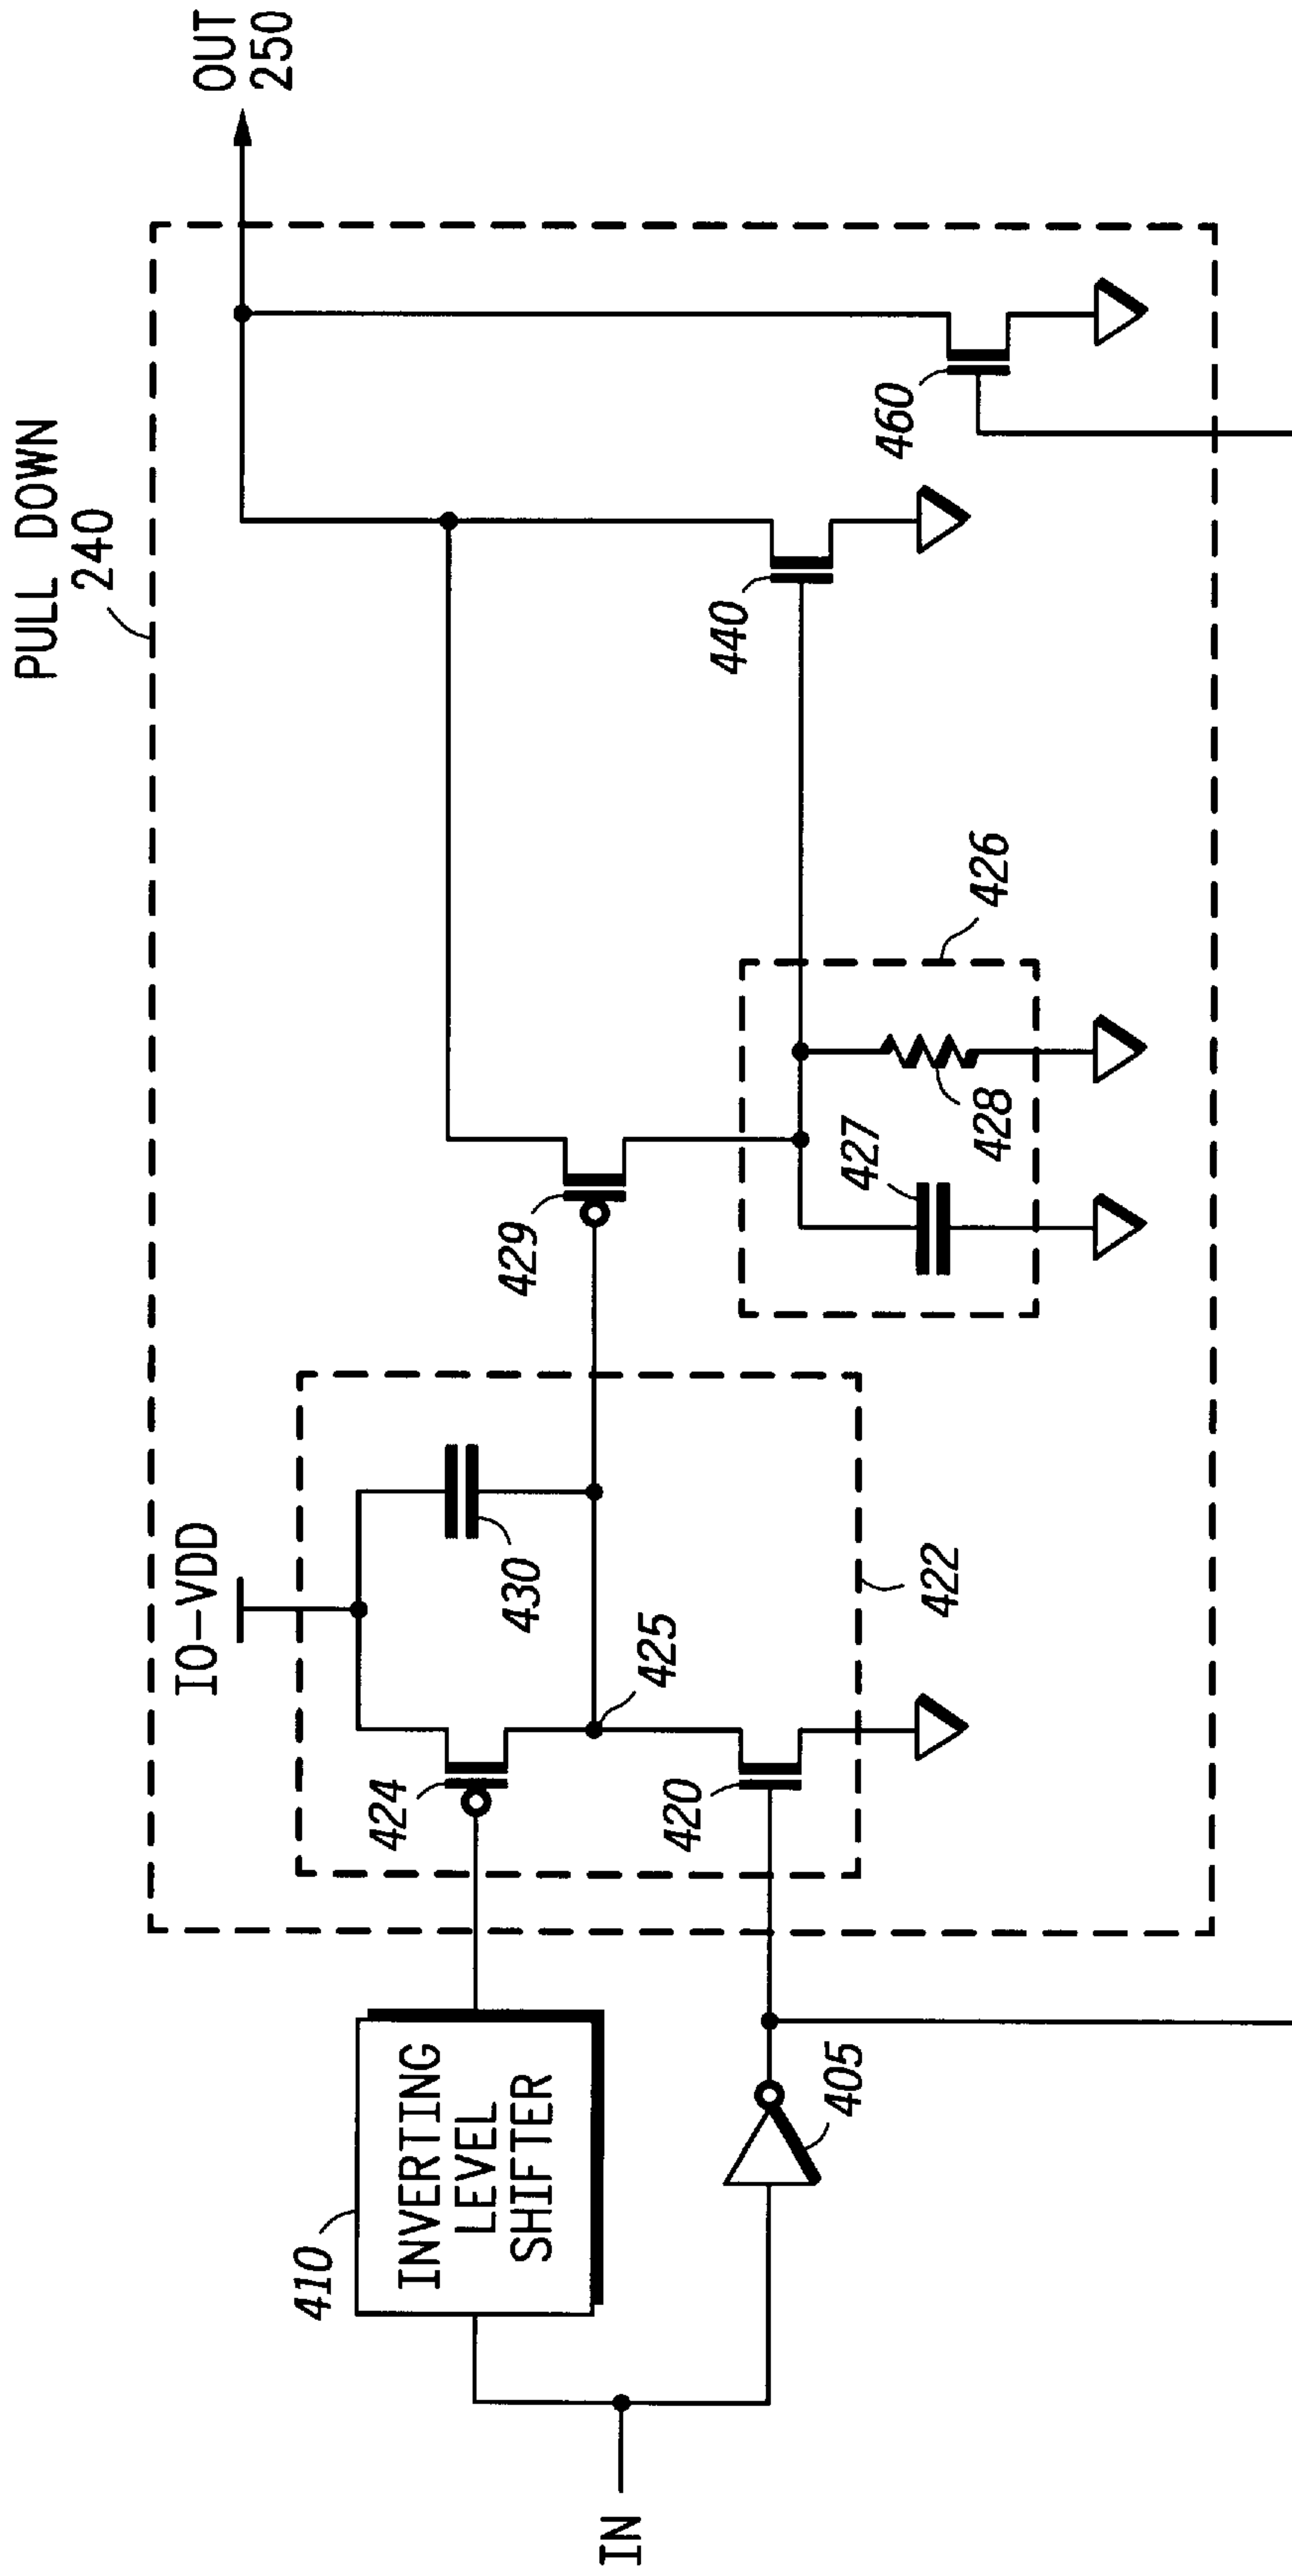 PULL DOWN
240
OUT
250
IO-VDD
410
INVERTING
LEVEL
SHIFTER
424
430
425
420
422
429
427
428
426
440
460
IN
405